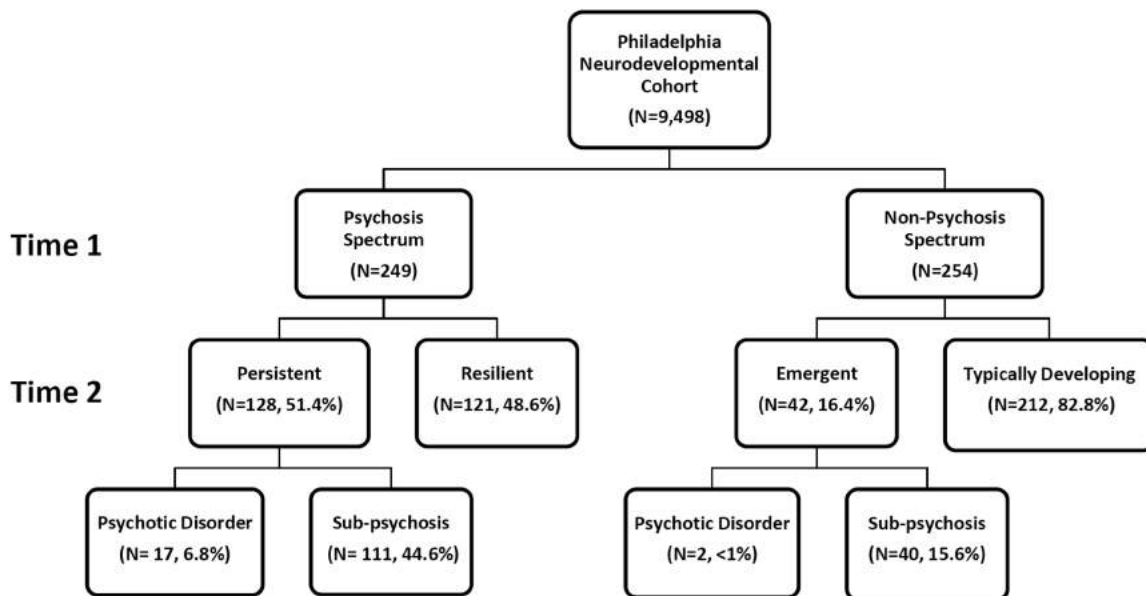 Philadelphia
Neurodevelopmental
Cohort
(N=9,498)
Time 1
Psychosis
Spectrum
(N=249)
Non-Psychosis
Spectrum
(N=254)
Time 2
Persistent
(N=128, 51.4%)
Resilient
(N=121, 48.6%)
Emergent
(N=42, 16.4%)
Typically Developing
(N=212, 82.8%)
Psychotic Disorder
(N= 17, 6.8%)
Sub-psychosis
(N= 111, 44.6%)
Psychotic Disorder
(N=2, <1%)
Sub-psychosis
(N=40, 15.6%)